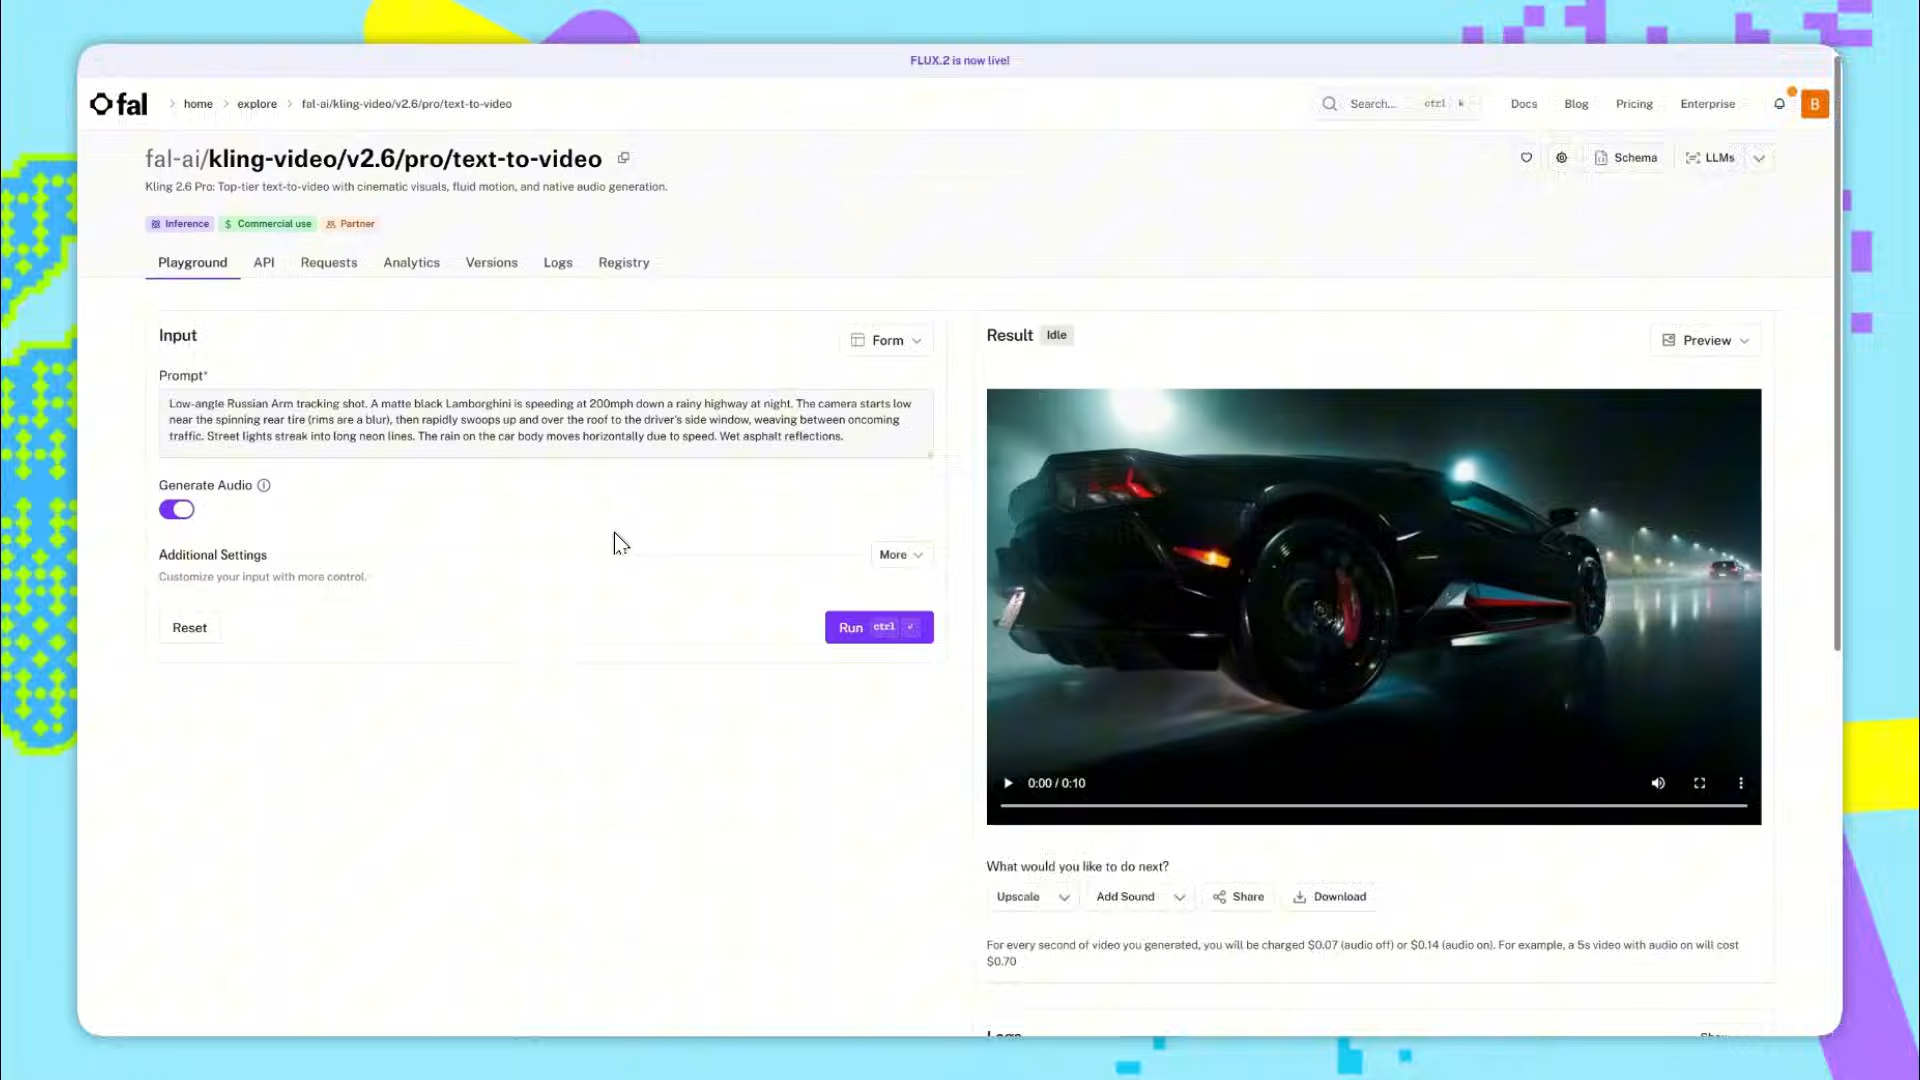 FLUX.2 is now live!
fal
home
explore
fal-ai/kling-video/v2.6/pro/text-to-video
Search...
ctrl
k
Docs
Blog
Pricing
Enterprise
B
fal-ai/kling-video/v2.6/pro/text-to-video
Schema
LLMs
Kling 2.6 Pro: Top-tier text-to-video with cinematic visuals, fluid motion, and native audio generation.
Inference
$ Commercial use
Partner
Playground
API
Requests
Analytics
Versions
Logs
Registry
Input
Form
Prompt*
Low-angle Russian Arm tracking shot. A matte black Lamborghini is speeding at 200mph down a rainy highway at night. The camera starts low
near the spinning rear tire (rims are a blur), then rapidly swoops up and over the roof to the driver's side window, weaving between oncoming
traffic. Street lights streak into long neon lines. The rain on the car body moves horizontally due to speed. Wet asphalt reflections.
Generate Audio
Additional Settings
More
Customize your input with more control.
Reset
Run
ctrl
Result
Idle
Preview
0:00 / 0:10
What would you like to do next?
Upscale
Add Sound
Share
Download
For every second of video you generated, you will be charged $0.07 (audio off) or $0.14 (audio on). For example, a 5s video with audio on will cost
$0.70